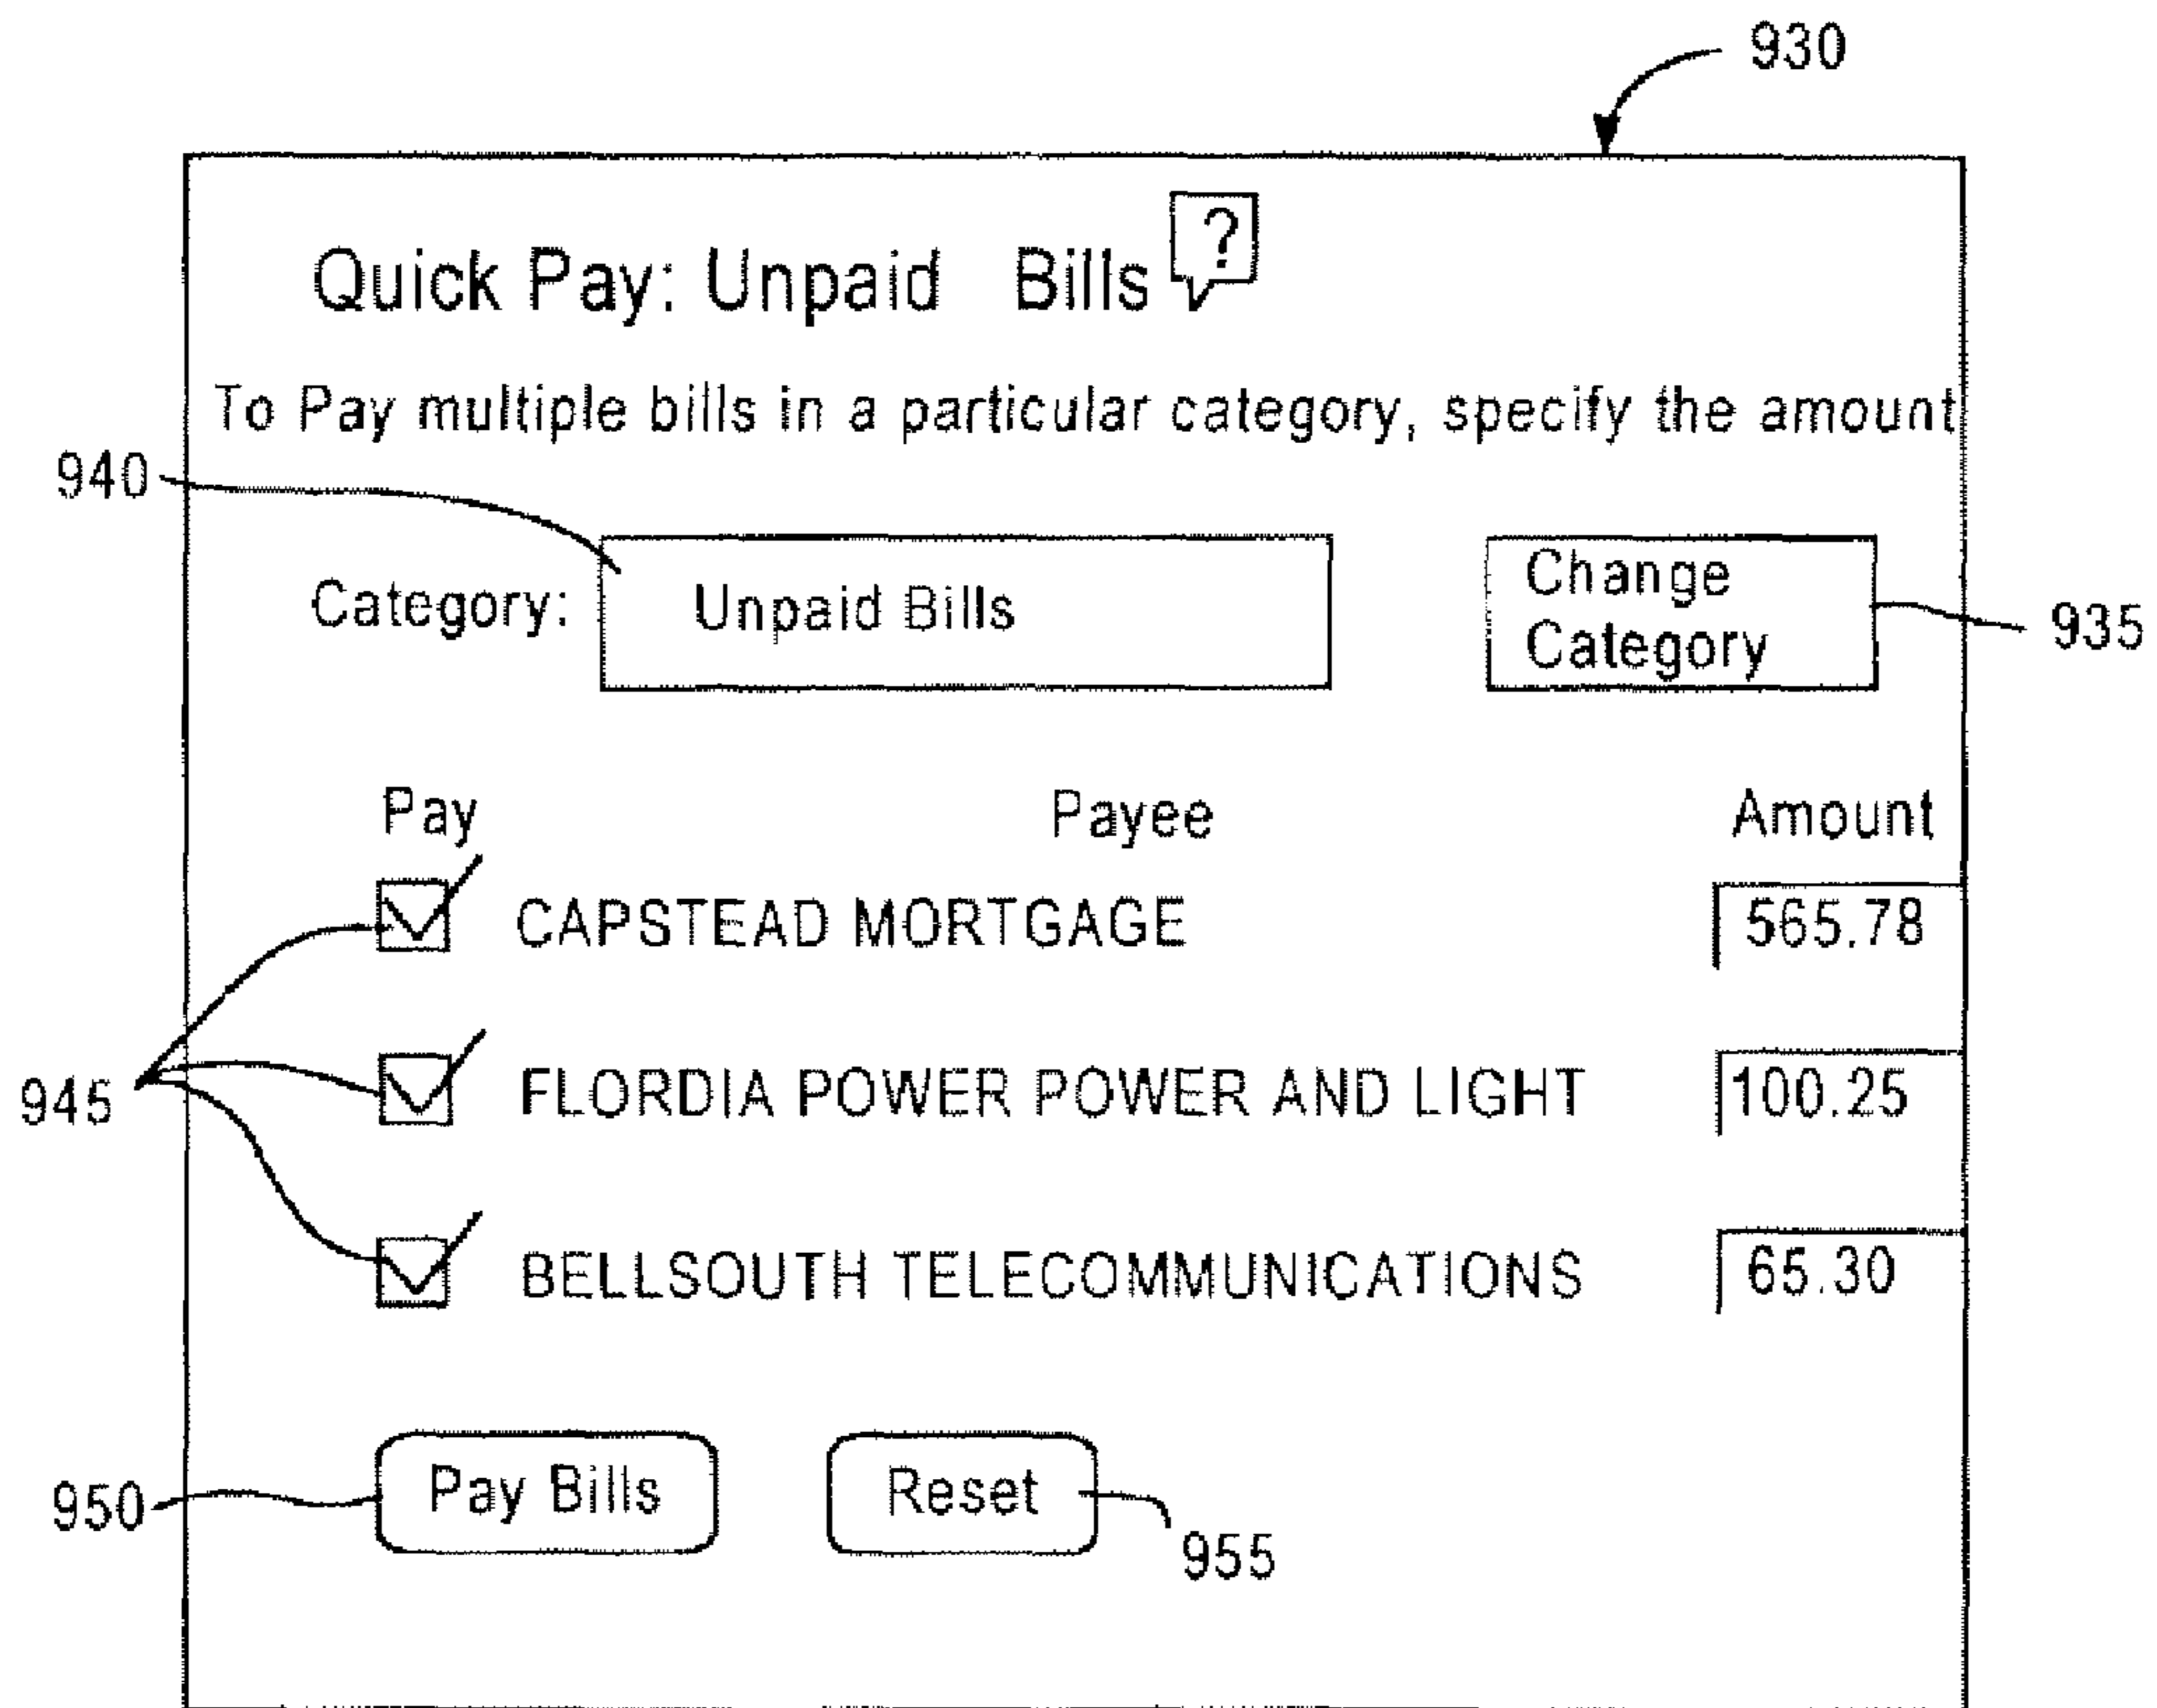 930
Quick Pay: Unpaid Bills ?
To Pay multiple bills in a particular category, specify the amount
940
Category: Unpaid Bills Change Category 935
Pay Payee Amount
CAPSTEAD MORTGAGE 565.78
945 FLORDIA POWER POWER AND LIGHT 100.25
BELLSOUTH TELECOMMUNICATIONS 65.30
950 Pay Bills Reset 955